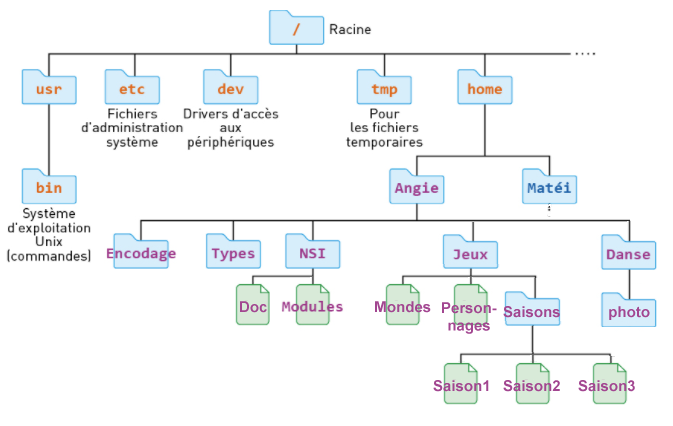 / Racine
usr etc dev tmp home
Fichiers
d'administration
système
Drivers d'accès
aux
périphériques
Pour
les fichiers
temporaires
bin
Système
d'exploitation
Unix
(commandes)
Angie Matéi
Encodage Types NSI Jeux Danse
Doc Modules Mondes Person-
nages
Saisons photo
Saison1 Saison2 Saison3